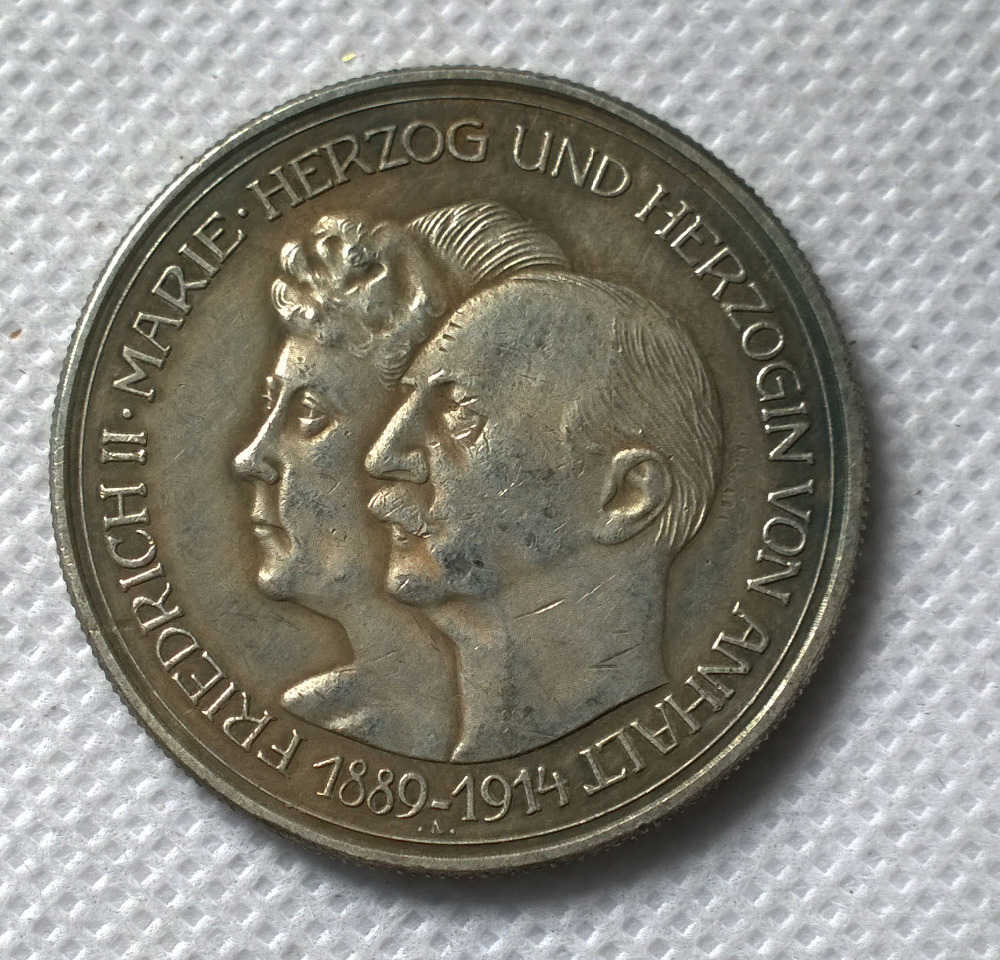 FRIEDRICH II · MARIE · HERZOG UND HERZOGIN VON ANHALT
1889-1914
· A ·